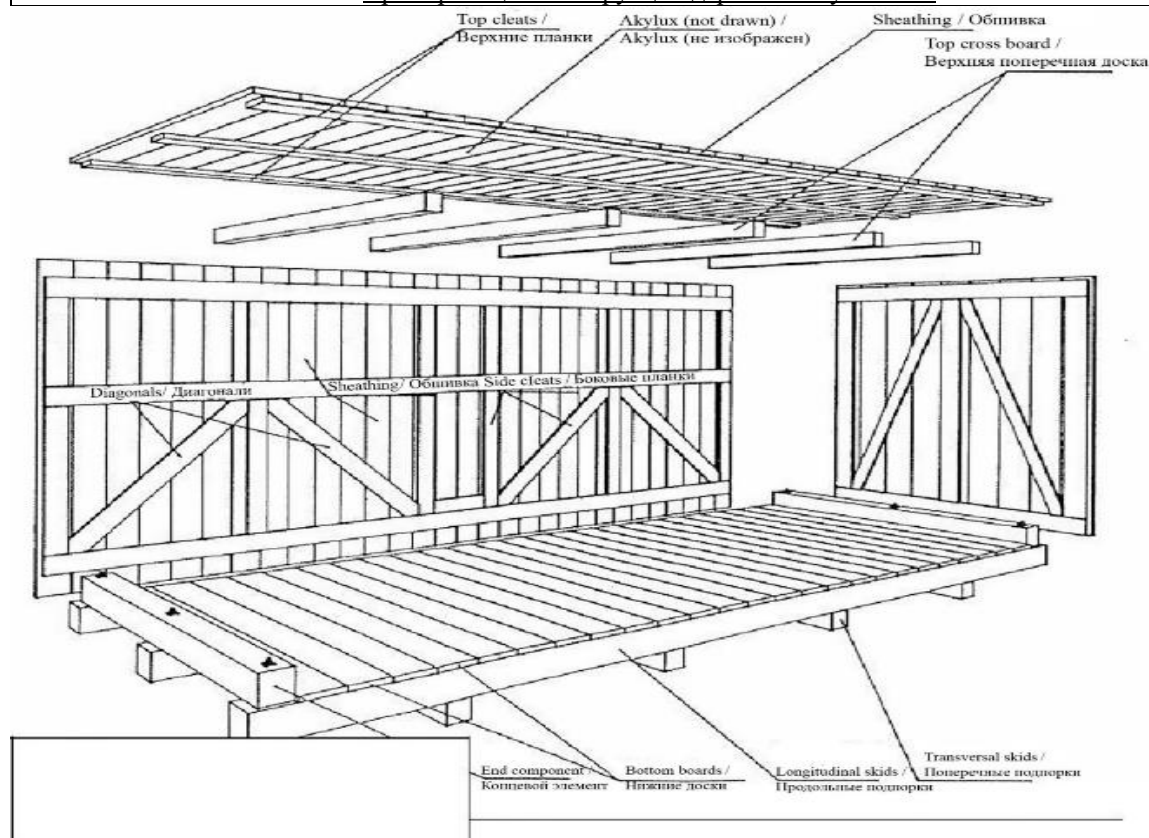 Top cleats /
Верхние планки
Akylux (not drawn) /
Akylux (не изображен)
Sheathing / Обшивка
Top cross board /
Верхняя поперечная доска
Diagonals/ Диагонали
Sheathing/ Обшивка Side cleats / Боковые планки
End component /
Концевой элемент
Bottom boards /
Нижние доски
Longitudinal skids /
Продольные подпорки
Transversal skids /
Поперечные подпорки